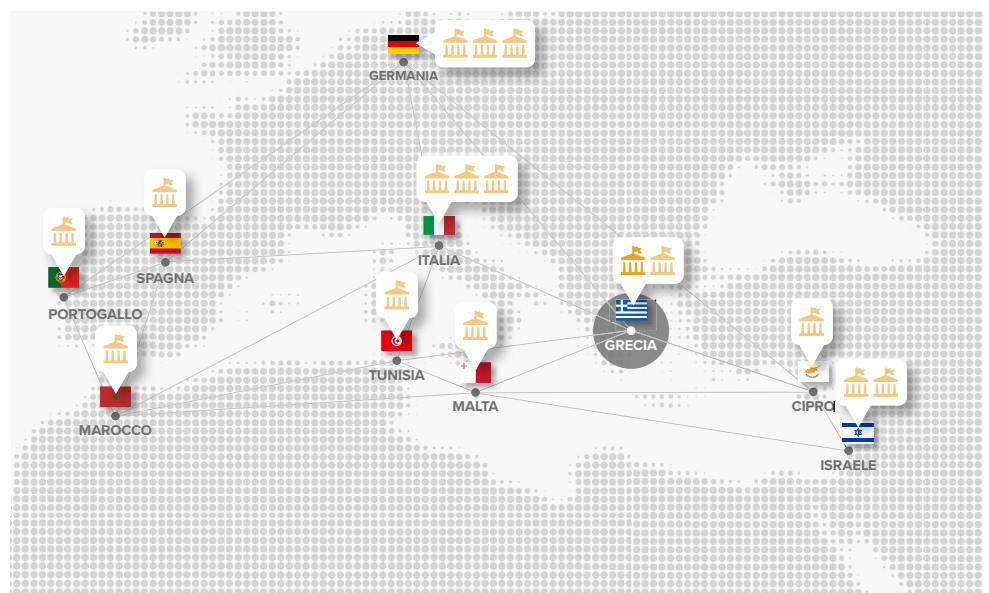 GERMANIA
ITALIA
SPAGNA
PORTOGALLO
GRECIA
TUNISIA
MALTA
CIPRO
MAROCCO
ISRAELE